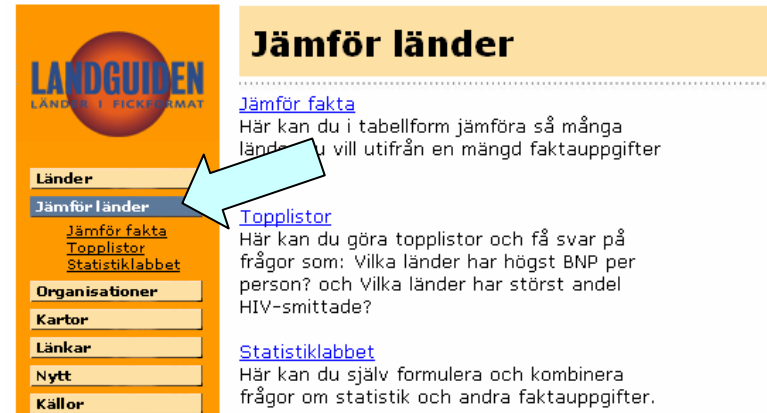 LANDGUIDEN
LÄNDER I FICKFORMAT
Länder
Jämför länder
Jämför fakta
Topplistor
Statistiklabbet
Organisationer
Kartor
Länkar
Nytt
Källor
Jämför länder
Jämför fakta
Här kan du i tabellform jämföra så många
vill utifrån en mängd faktauppgifter
Topplistor
Här kan du göra topplistor och få svar på
frågor som: Vilka länder har högst BNP per
person? och Vilka länder har störst andel
HIV-smittade?
Statistiklabbet
Här kan du själv formulera och kombinera
frågor om statistik och andra faktauppgifter.